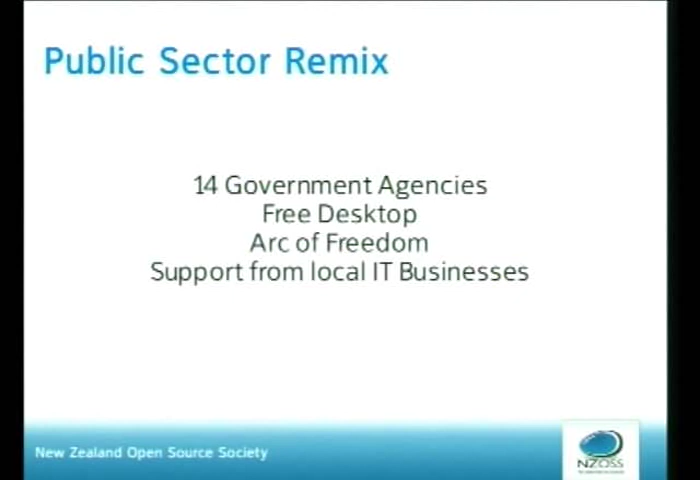 Public Sector Remix
14 Government Agencies
Free Desktop
Arc of Freedom
Support from local IT Businesses
New Zealand Open Source Society
NZOSS